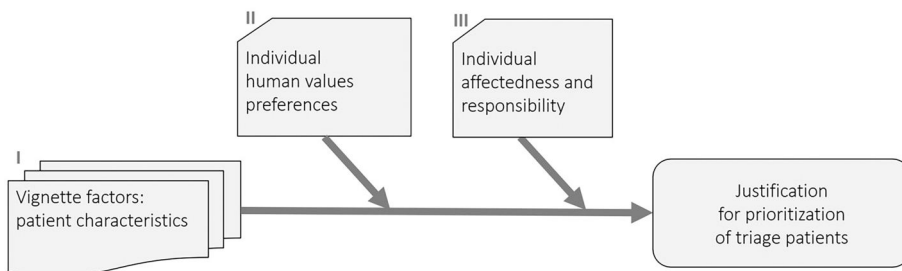 II
Individual
human values
preferences
III
Individual
affectedness and
responsibility
I
Vignette factors:
patient characteristics
Justification
for prioritization
of triage patients